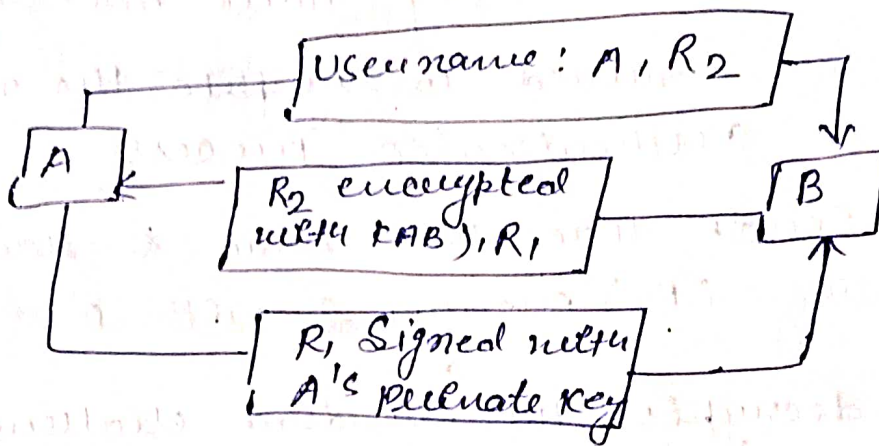 Username: A, R2
A
R2 encrypted
with KAB), R1
B
R1 Signed with
A's Private Key